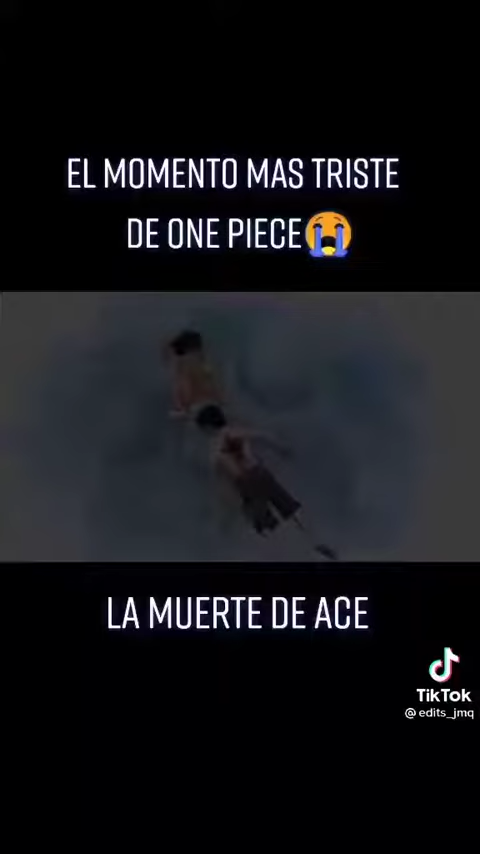 EL MOMENTO MAS TRISTE
DE ONE PIECE😭
LA MUERTE DE ACE
TikTok
@edits_jmq